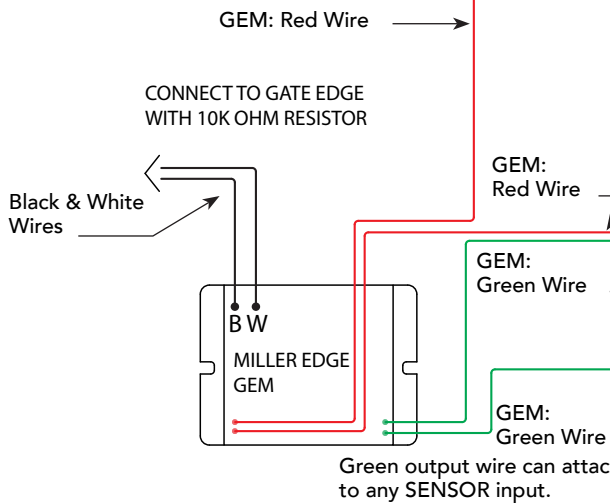 GEM: Red Wire
CONNECT TO GATE EDGE
WITH 10K OHM RESISTOR
GEM:
Red Wire
Black & White
Wires
GEM:
Green Wire
B W
MILLER EDGE
GEM
GEM:
Green Wire
Green output wire can attac
to any SENSOR input.